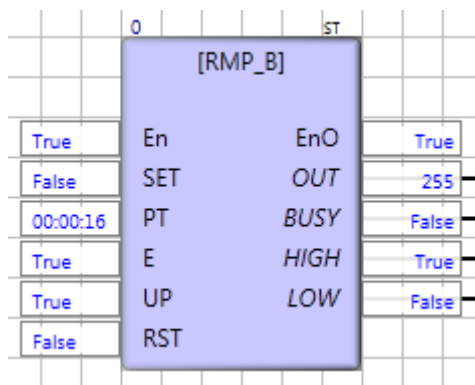 0 ST
[RMP_B]
True En EnO True
False SET OUT 255
00:00:16 PT BUSY False
True E HIGH True
True UP LOW False
False RST